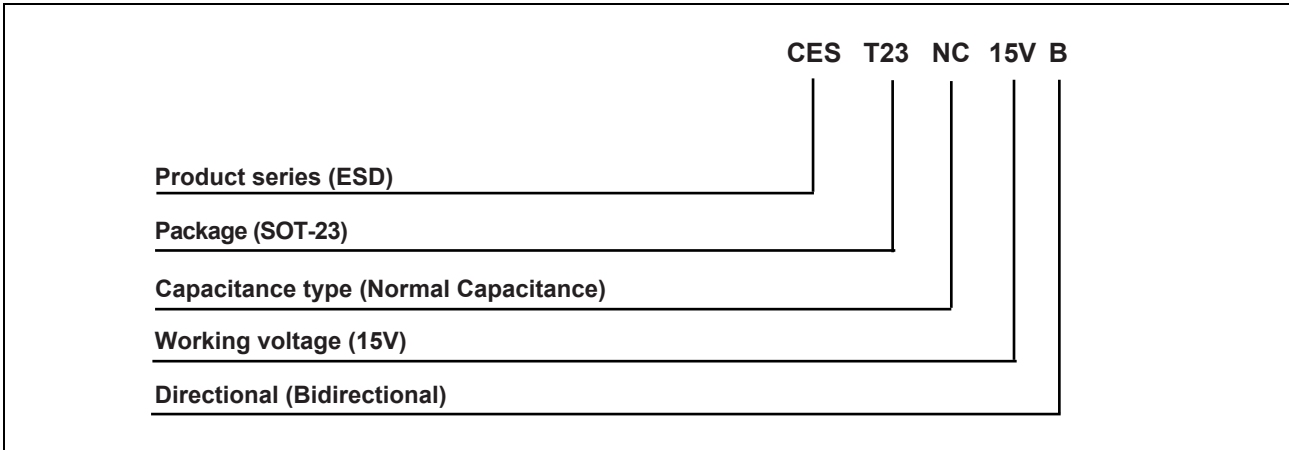 CES T23 NC 15V B
Product series (ESD)
Package (SOT-23)
Capacitance type (Normal Capacitance)
Working voltage (15V)
Directional (Bidirectional)